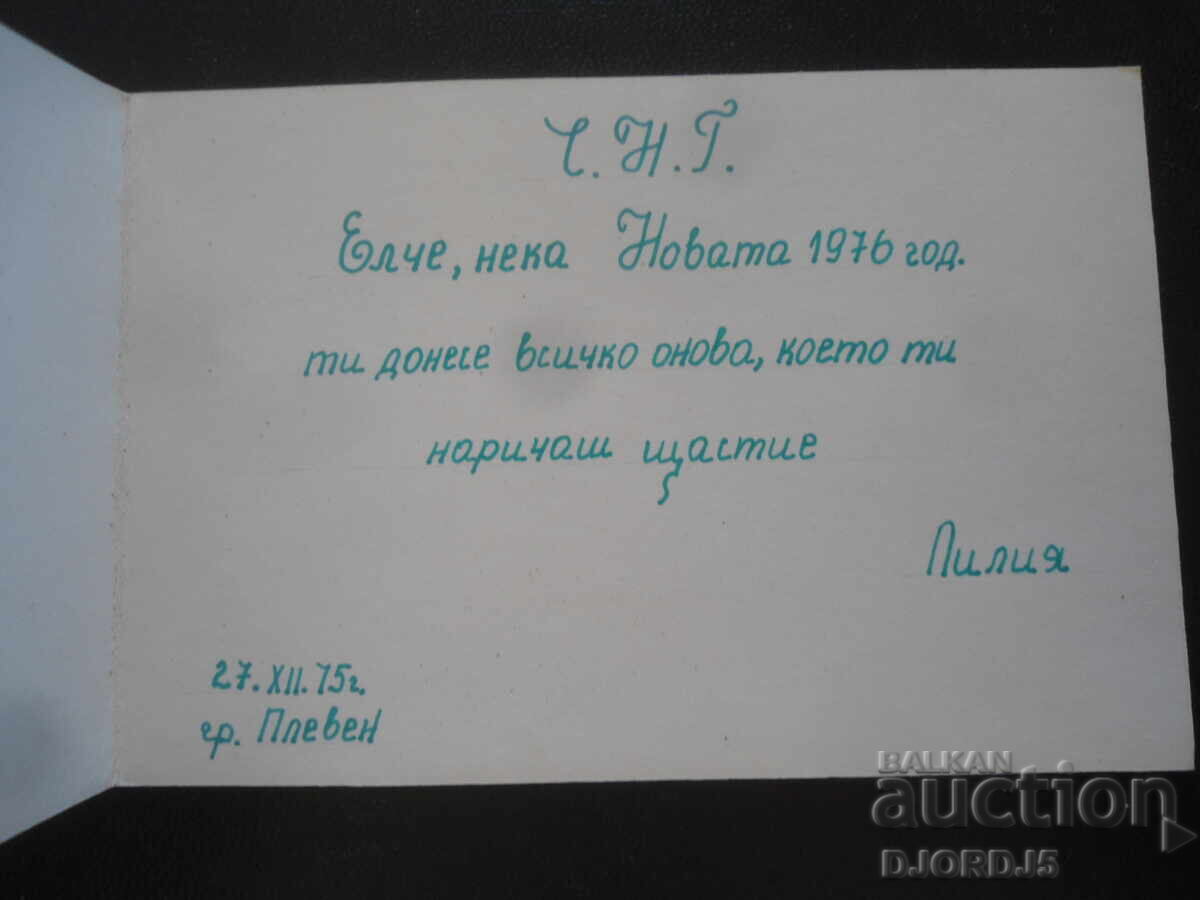 Ч.Н.Г.
Елче, нека Новата 1976 год.
ти донесе всичко онова, което ти
наричаш щастие
Лилия
27.XII.75г.
гр. Плевен
BALKAN
auction
DJORDJ5